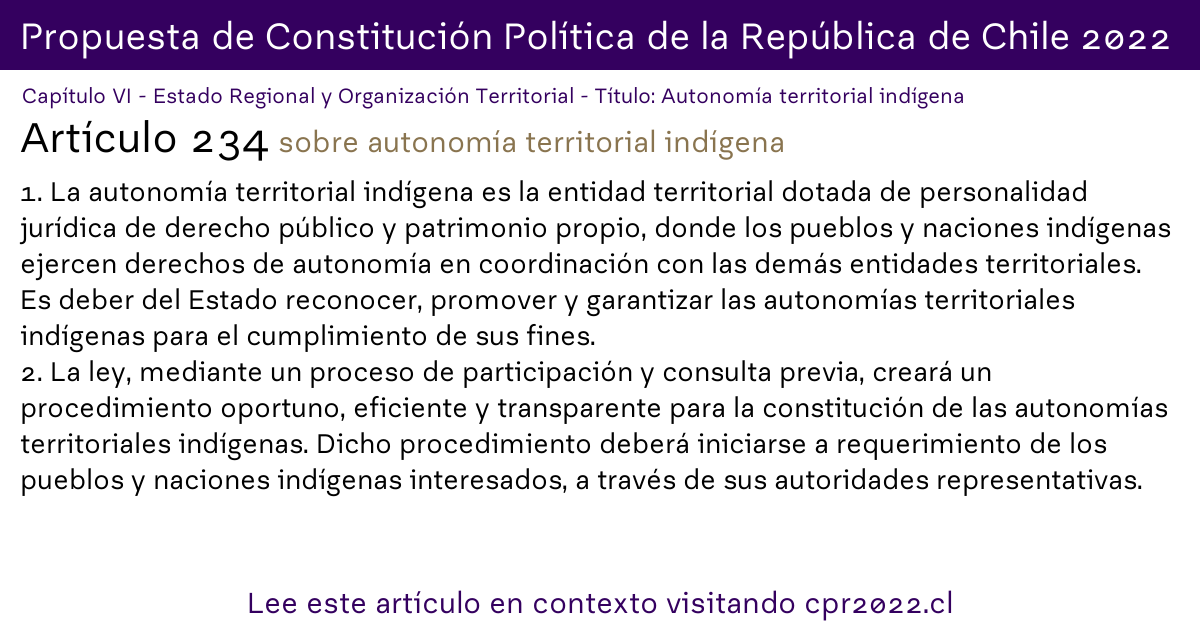 Propuesta de Constitución Política de la República de Chile 2022
Capítulo VI - Estado Regional y Organización Territorial - Título: Autonomía territorial indígena
Artículo 234 sobre autonomía territorial indígena
1. La autonomía territorial indígena es la entidad territorial dotada de personalidad
jurídica de derecho público y patrimonio propio, donde los pueblos y naciones indígenas
ejercen derechos de autonomía en coordinación con las demás entidades territoriales.
Es deber del Estado reconocer, promover y garantizar las autonomías territoriales
indígenas para el cumplimiento de sus fines.
2. La ley, mediante un proceso de participación y consulta previa, creará un
procedimiento oportuno, eficiente y transparente para la constitución de las autonomías
territoriales indígenas. Dicho procedimiento deberá iniciarse a requerimiento de los
pueblos y naciones indígenas interesados, a través de sus autoridades representativas.
Lee este artículo en contexto visitando cpr2022.cl